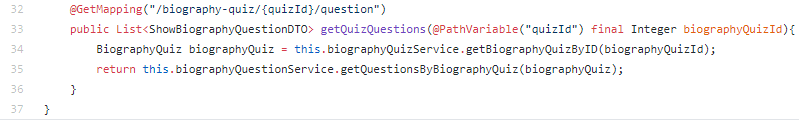 32 @GetMapping("/biography-quiz/{quizId}/question")
33 public List<ShowBiographyQuestionDTO> getQuizQuestions(@PathVariable("quizId") final Integer biographyQuizId){
34 BiographyQuiz biographyQuiz = this.biographyQuizService.getBiographyQuizByID(biographyQuizId);
35 return this.biographyQuestionService.getQuestionsByBiographyQuiz(biographyQuiz);
36 }
37 }